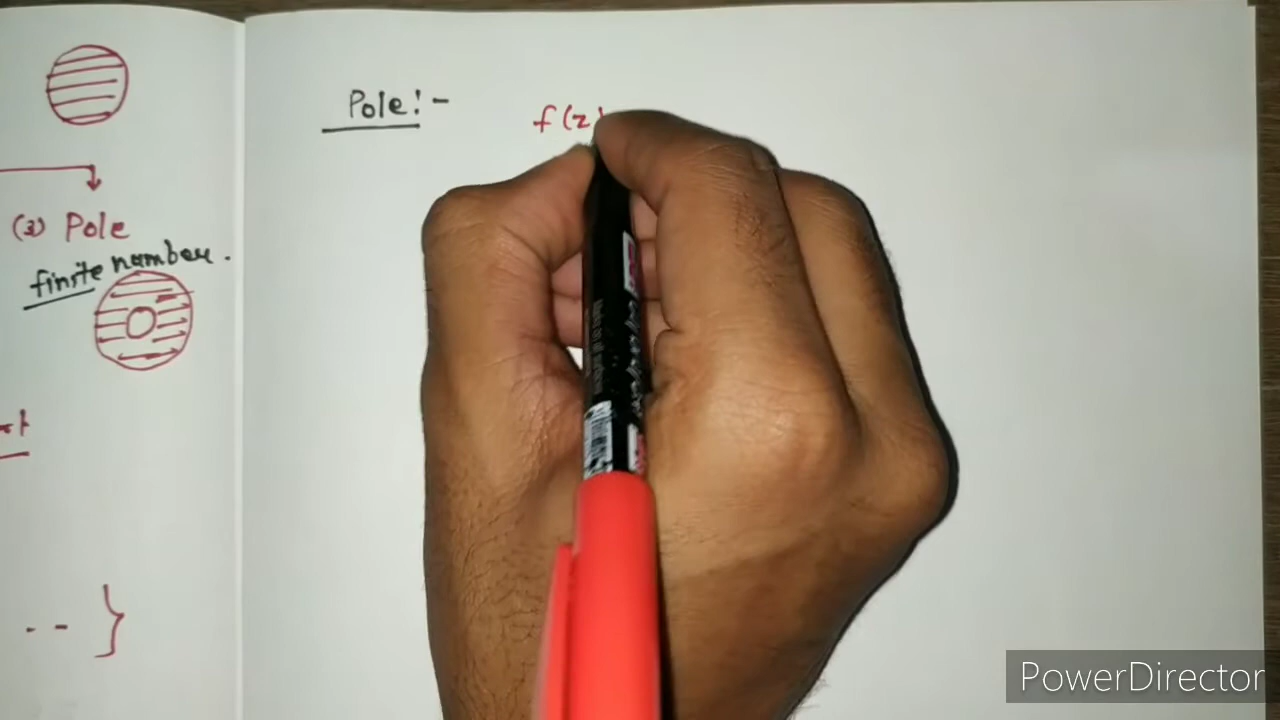 (3) Pole
finite number.
-- }
Pole:-
f(z)
PowerDirector